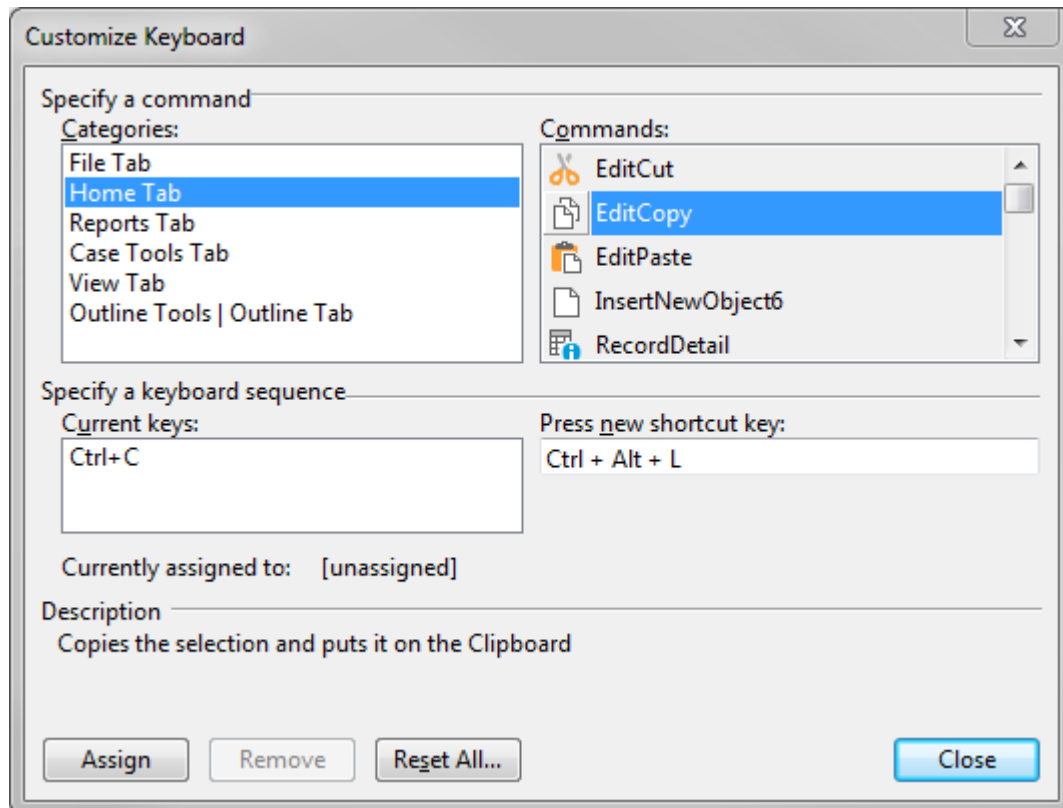 Customize Keyboard
Specify a command
Categories:
File Tab
Home Tab
Reports Tab
Case Tools Tab
View Tab
Outline Tools | Outline Tab
Commands:
EditCut
EditCopy
EditPaste
InsertNewObject6
RecordDetail
Specify a keyboard sequence
Current keys:
Ctrl+C
Press new shortcut key:
Ctrl + Alt + L
Currently assigned to: [unassigned]
Description
Copies the selection and puts it on the Clipboard
Assign
Remove
Reset All...
Close